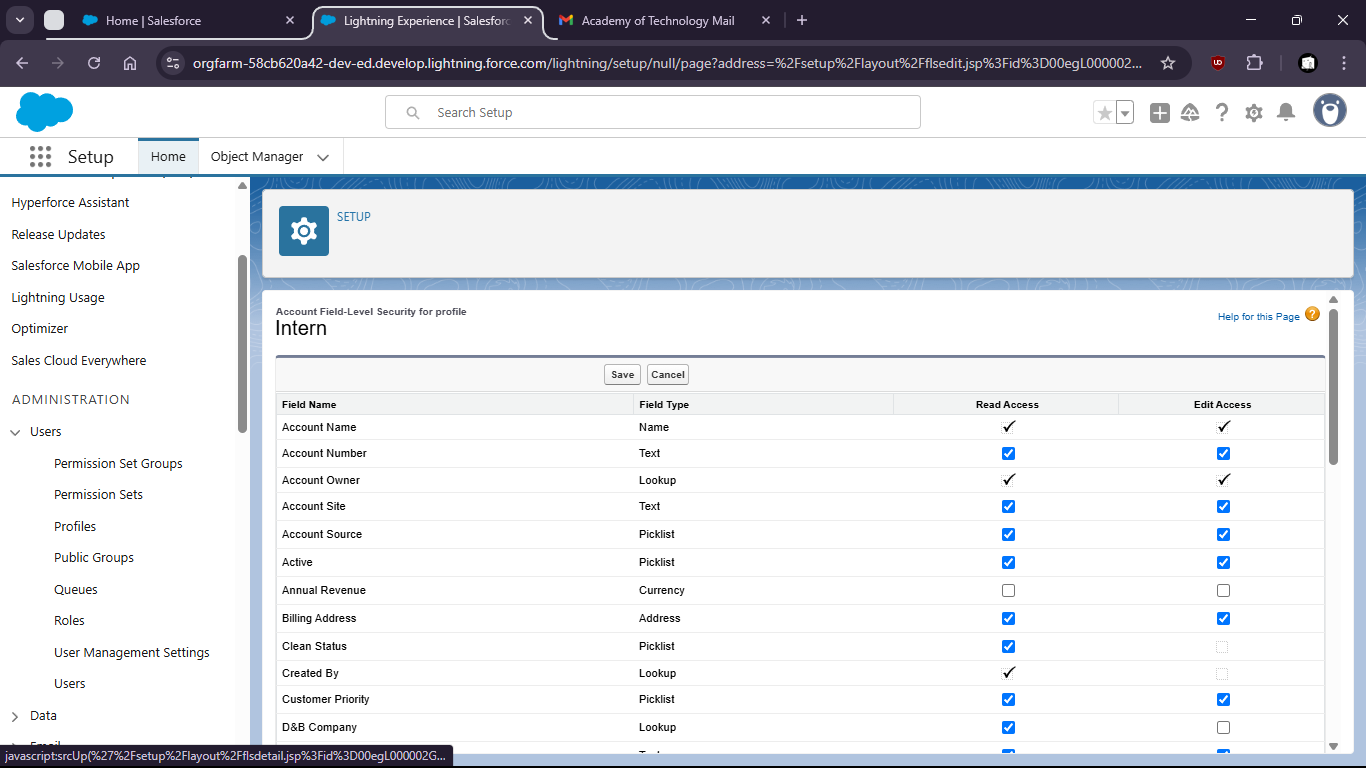 Home | Salesforce
Lightning Experience | Salesforc
Academy of Technology Mail
orgfarm-58cb620a42-dev-ed.develop.lightning.force.com/lightning/setup/null/page?address=%2Fsetup%2Flayout%2Fflsedit.jsp%3Fid%3D00egL000002...
Search Setup
Setup
Home
Object Manager
Hyperforce Assistant
Release Updates
Salesforce Mobile App
Lightning Usage
Optimizer
Sales Cloud Everywhere
ADMINISTRATION
Users
Permission Set Groups
Permission Sets
Profiles
Public Groups
Queues
Roles
User Management Settings
Users
Data
SETUP
Account Field-Level Security for profile
Intern
Help for this Page ?
Save Cancel
Field Name Field Type Read Access Edit Access
Account Name Name
Account Number Text
Account Owner Lookup
Account Site Text
Account Source Picklist
Active Picklist
Annual Revenue Currency
Billing Address Address
Clean Status Picklist
Created By Lookup
Customer Priority Picklist
D&B Company Lookup
javascript:srcUp(%27%2Fsetup%2Flayout%2Fflsdetail.jsp%3Fid%3D00egL000002G...